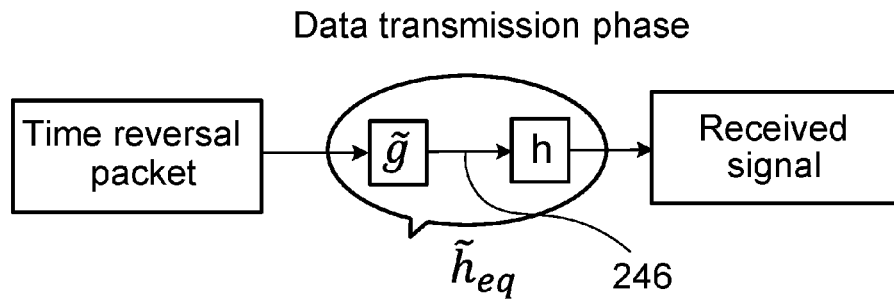 Data transmission phase
Time reversal
packet
g̃
h
Received
signal
h̃eq
246